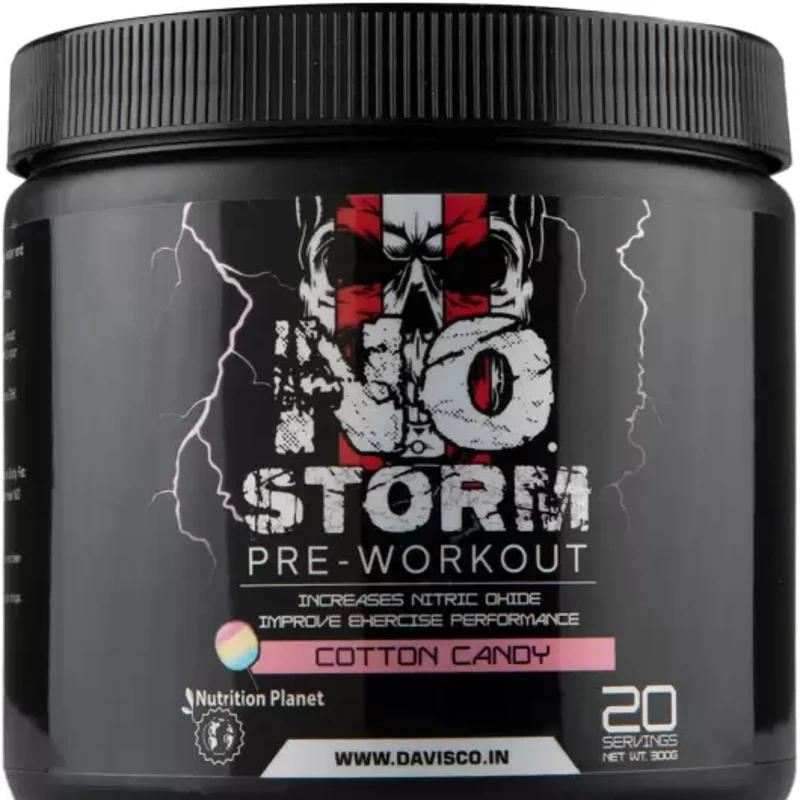 N.O.
STORM
PRE-WORKOUT
INCREASES NITRIC OXIDE
IMPROVE EXERCISE PERFORMANCE
COTTON CANDY
Nutrition Planet
20
SERVINGS
NET WT. 300G
WWW.DAVISCO.IN